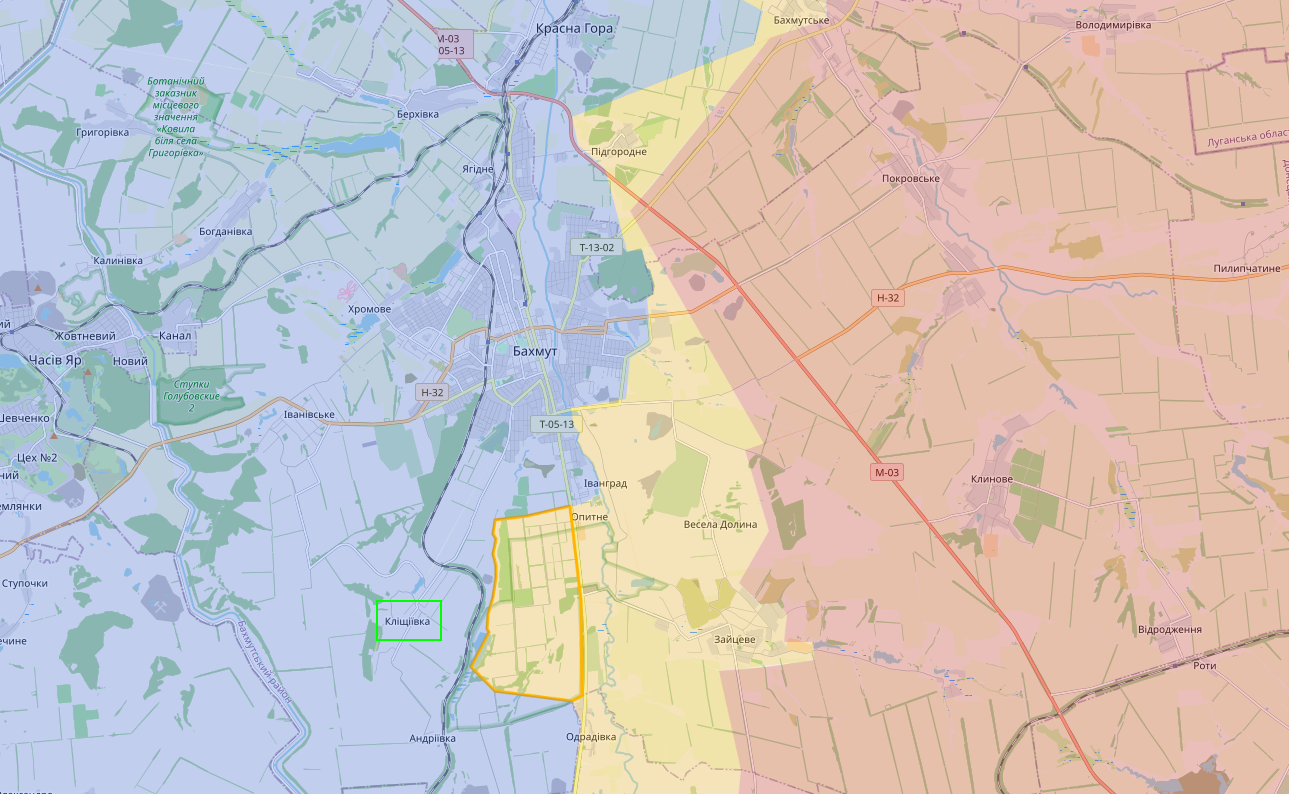 Бахмутське
Володимирівка
Красна Гора
М-03
05-13
Ботанічний
заказник
місцевого
значення
«Ковила
біля села
Григорівка»
Берхівка
Григорівка
Луганська
Підгородне
Ягідне
Покровське
Богданівка
Т-13-02
Калинівка
Пилипчатине
Н-32
Хромове
Жовтневий
Канал
Бахмут
Часів Яр
Новий
Ступки
Голубовские
2
Н-32
Іванівське
Шевченко
Т-05-13
Цех №2
М-03
Клинове
Іванград
Опитне
Весела Долина
Ступочки
Кліщіївка
Бахмутський район
Зайцеве
Відродження
Роти
Андріївка
Одрадівка